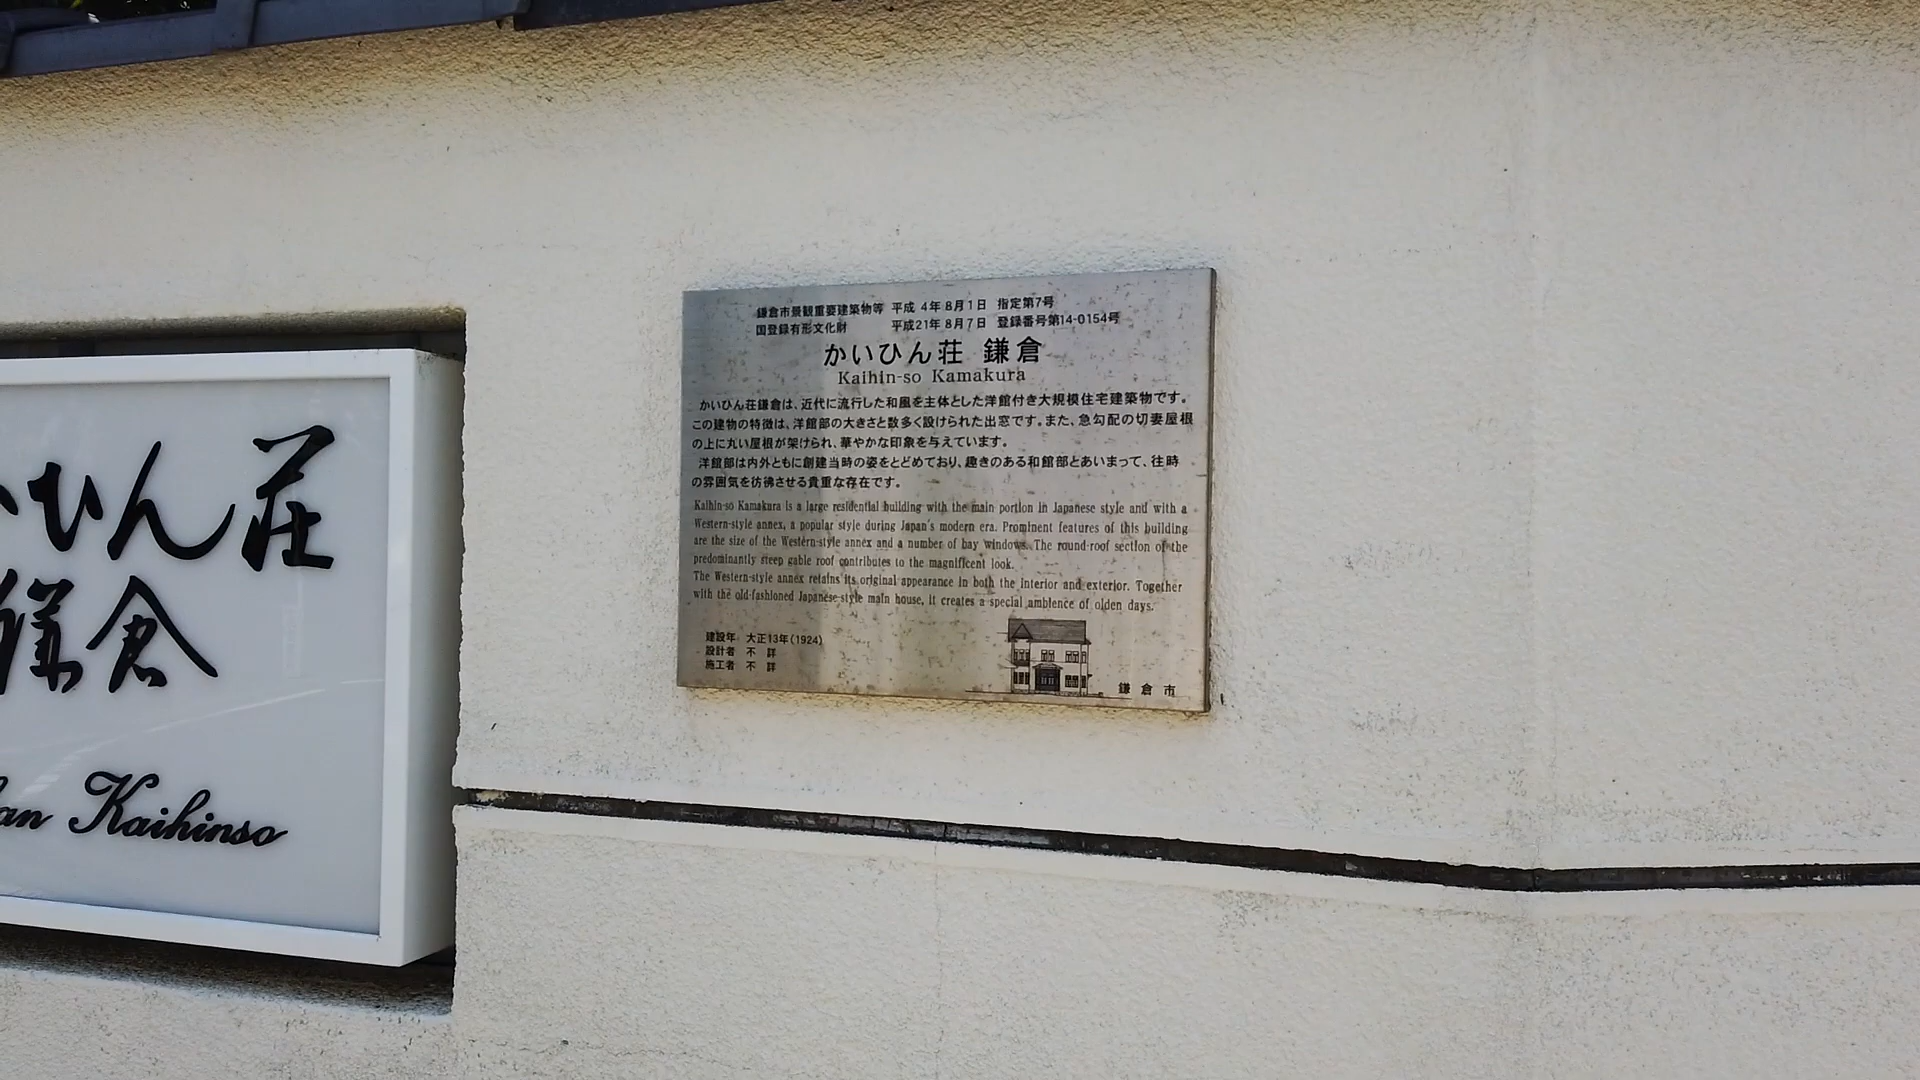 ひん荘
鎌倉
an Kaihinso
鎌倉市景観重要建築物等 平成 4年 8月 1日 指定第7号
国登録有形文化財 平成21年 8月 7日 登録番号第14-0154号
かいひん荘 鎌倉
Kaihin-so Kamakura
かいひん荘鎌倉は、近代に流行した和風を主体とした洋館付き大規模住宅建築物です。
この建物の特徴は、洋館部の大きさと数多く設けられた出窓です。また、急勾配の切妻屋根
の上に丸い屋根が架けられ、華やかな印象を与えています。
洋館部は内外ともに創建当時の姿をとどめており、趣きのある和館部とあいまって、往時
の雰囲気を彷彿させる貴重な存在です。
Kaihin-so Kamakura is a large residential building with the main portion in Japanese style and with a
Western-style annex, a popular style during Japan's modern era. Prominent features of this building
are the size of the Western-style annex and a number of bay windows. The round-roof section of the
predominantly steep gable roof contributes to the magnificent look.
The Western-style annex retains its original appearance in both the interior and exterior. Together
with the old-fashioned Japanese-style main house, it creates a special ambience of olden days.
建設年 大正13年(1924)
設計者 不 詳
施工者 不 詳
鎌 倉 市